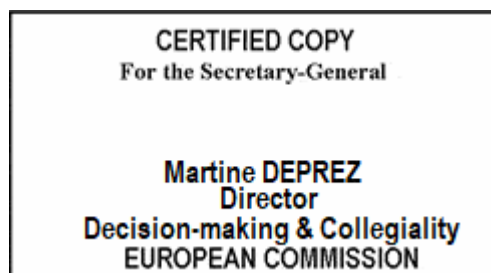 CERTIFIED COPY
For the Secretary-General
Martine DEPREZ
Director
Decision-making & Collegiality
EUROPEAN COMMISSION